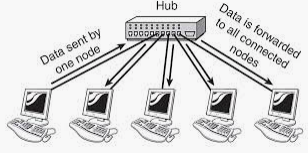 Hub
Data sent by
one node
Data is forwarded
to all connected
nodes